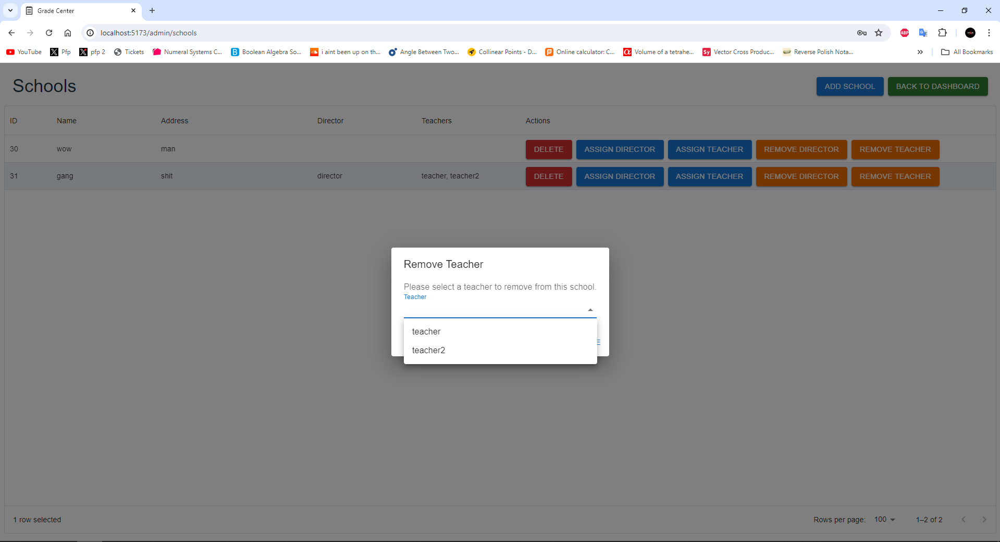 Grade Center
localhost:5173/admin/schools
YouTube Pfp pfp 2 Tickets Numeral Systems C... Boolean Algebra So... i aint been up on th... Angle Between Two... Collinear Points - D... Online calculator: C... Volume of a tetrahe... Vector Cross Produc... Reverse Polish Nota... All Bookmarks
Schools ADD SCHOOL BACK TO DASHBOARD
ID Name Address Director Teachers Actions
30 wow man DELETE ASSIGN DIRECTOR ASSIGN TEACHER REMOVE DIRECTOR REMOVE TEACHER
31 gang shit director teacher, teacher2 DELETE ASSIGN DIRECTOR ASSIGN TEACHER REMOVE DIRECTOR REMOVE TEACHER
Remove Teacher
Please select a teacher to remove from this school.
Teacher
teacher
teacher2
1 row selected Rows per page: 100 1–2 of 2